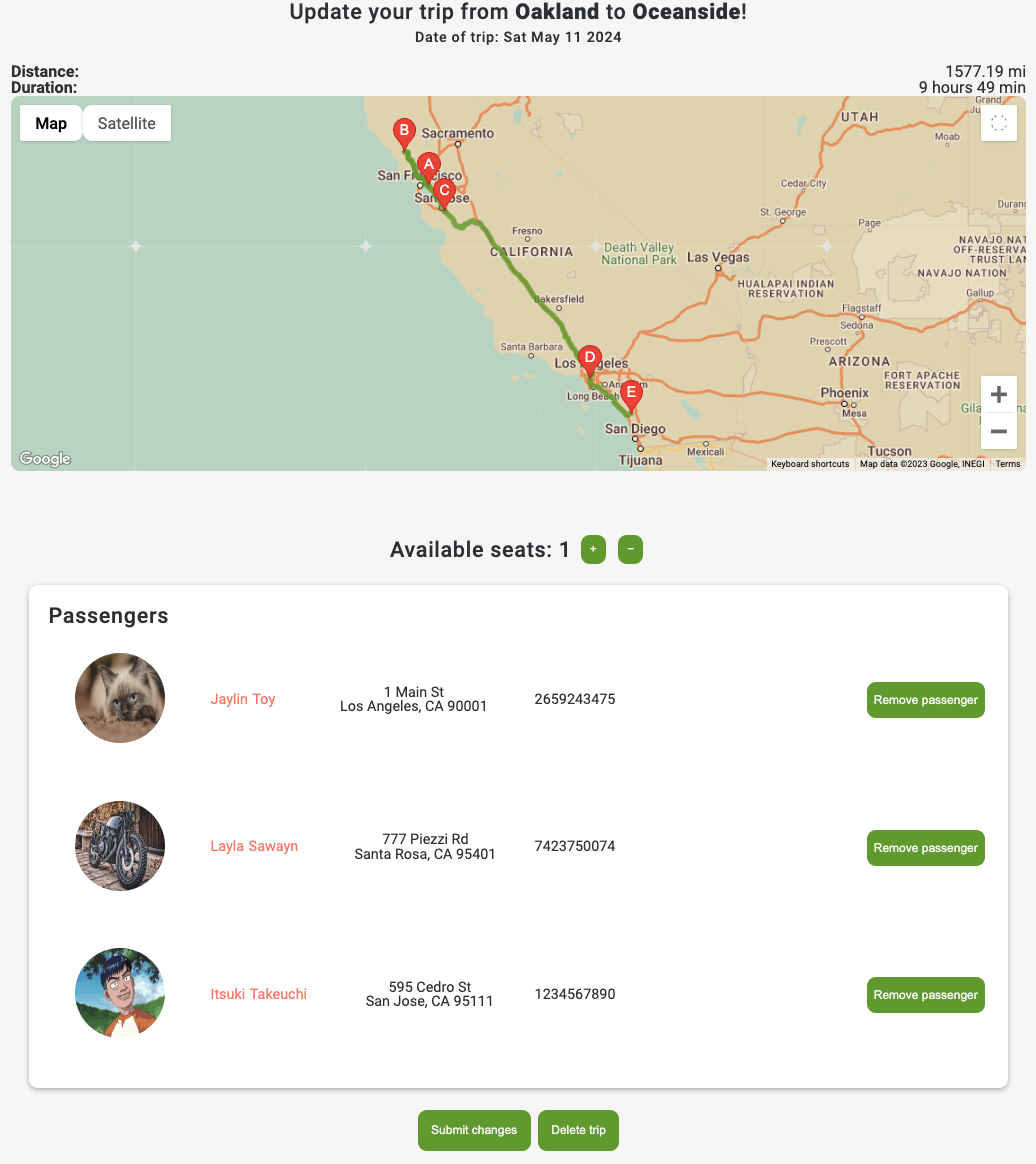 Update your trip from Oakland to Oceanside!
Date of trip: Sat May 11 2024
Distance:
1577.19 mi
Duration:
9 hours 49 min
Map
Satellite
B
Sacramento
A
San Francisco
C
San Jose
Fresno
CALIFORNIA
Death Valley
National Park
Las Vegas
Bakersfield
Santa Barbara
Los Angeles
D
Long Beach
E
San Diego
Tijuana
Mexicali
UTAH
Grand
Moab
Cedar City
St. George
Page
NAVAJO NAT
OFF-RESERVA
TRUST LAN
NAVAJO NATION
Gallup
HUALAPAI INDIAN
RESERVATION
Flagstaff
Sedona
Prescott
ARIZONA
FORT APACHE
RESERVATION
Phoenix
Mesa
Tucson
+
−
Google
Keyboard shortcuts
Map data ©2023 Google, INEGI
Terms
Available seats: 1
+
−
Passengers
Jaylin Toy
1 Main St
Los Angeles, CA 90001
2659243475
Remove passenger
Layla Sawayn
777 Piezzi Rd
Santa Rosa, CA 95401
7423750074
Remove passenger
Itsuki Takeuchi
595 Cedro St
San Jose, CA 95111
1234567890
Remove passenger
Submit changes
Delete trip